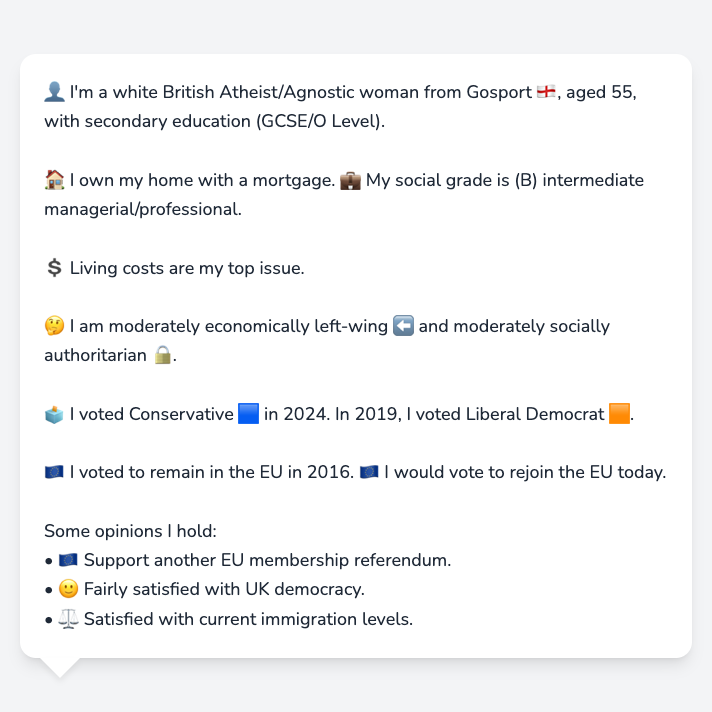 👤 I'm a white British Atheist/Agnostic woman from Gosport 🏴󠁧󠁢󠁥󠁮󠁧󠁿, aged 55,
with secondary education (GCSE/O Level).
🏠 I own my home with a mortgage. 💼 My social grade is (B) intermediate
managerial/professional.
💲 Living costs are my top issue.
🤔 I am moderately economically left-wing ⬅️ and moderately socially
authoritarian 🔒.
🗳️ I voted Conservative 🟦 in 2024. In 2019, I voted Liberal Democrat 🟧.
🇪🇺 I voted to remain in the EU in 2016. 🇪🇺 I would vote to rejoin the EU today.
Some opinions I hold:
• 🇪🇺 Support another EU membership referendum.
• 🙂 Fairly satisfied with UK democracy.
• ⚖️ Satisfied with current immigration levels.